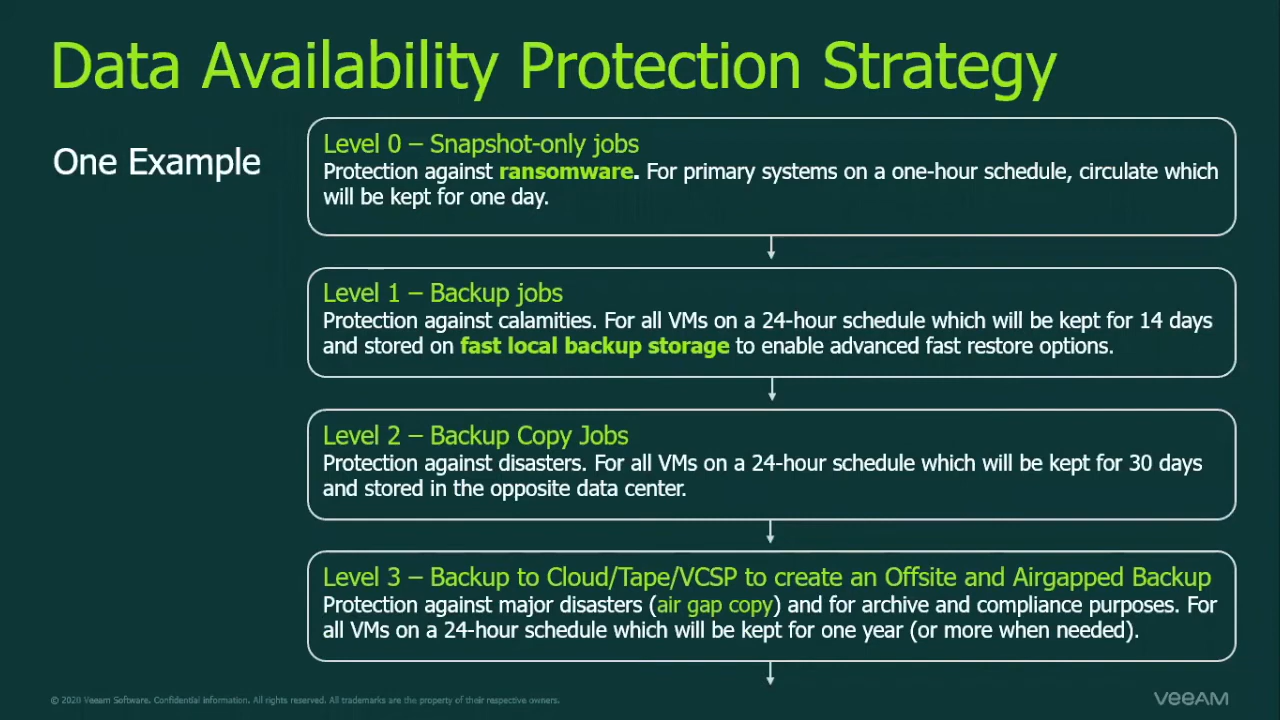 Data Availability Protection Strategy
One Example
Level 0 – Snapshot-only jobs
Protection against ransomware. For primary systems on a one-hour schedule, circulate which
will be kept for one day.
Level 1 – Backup jobs
Protection against calamities. For all VMs on a 24-hour schedule which will be kept for 14 days
and stored on fast local backup storage to enable advanced fast restore options.
Level 2 – Backup Copy Jobs
Protection against disasters. For all VMs on a 24-hour schedule which will be kept for 30 days
and stored in the opposite data center.
Level 3 – Backup to Cloud/Tape/VCSP to create an Offsite and Airgapped Backup
Protection against major disasters (air gap copy) and for archive and compliance purposes. For
all VMs on a 24-hour schedule which will be kept for one year (or more when needed).
© 2020 Veeam Software. Confidential information. All rights reserved. All trademarks are the property of their respective owners.
veeAM